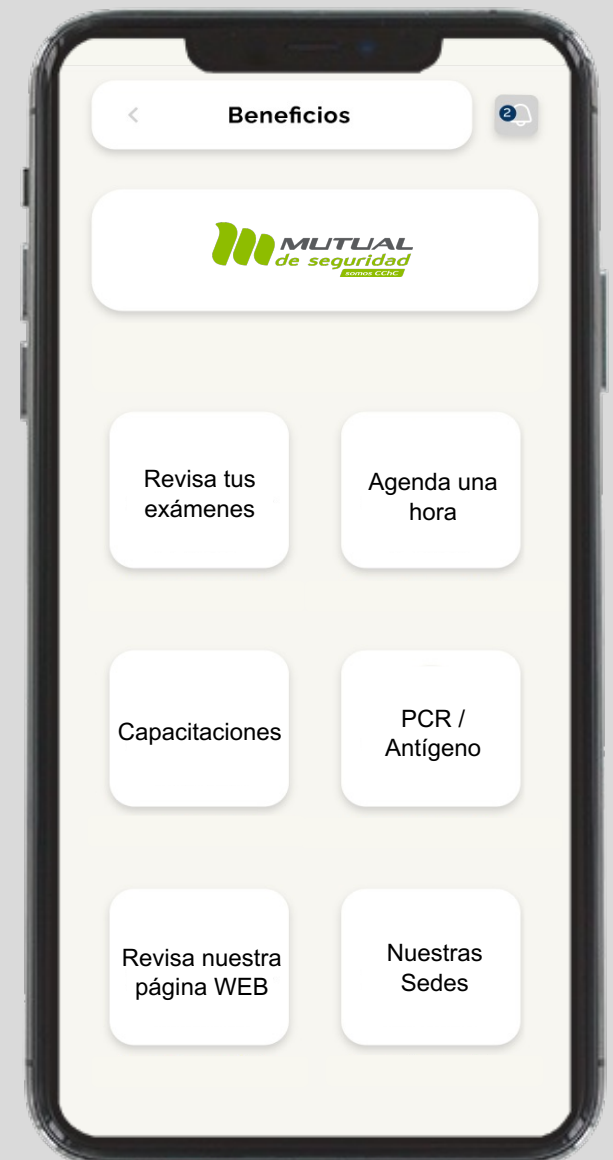 Beneficios
2
MUTUAL
de seguridad
somos CChC
Revisa tus
exámenes
Agenda una
hora
Capacitaciones
PCR /
Antígeno
Revisa nuestra
página WEB
Nuestras
Sedes